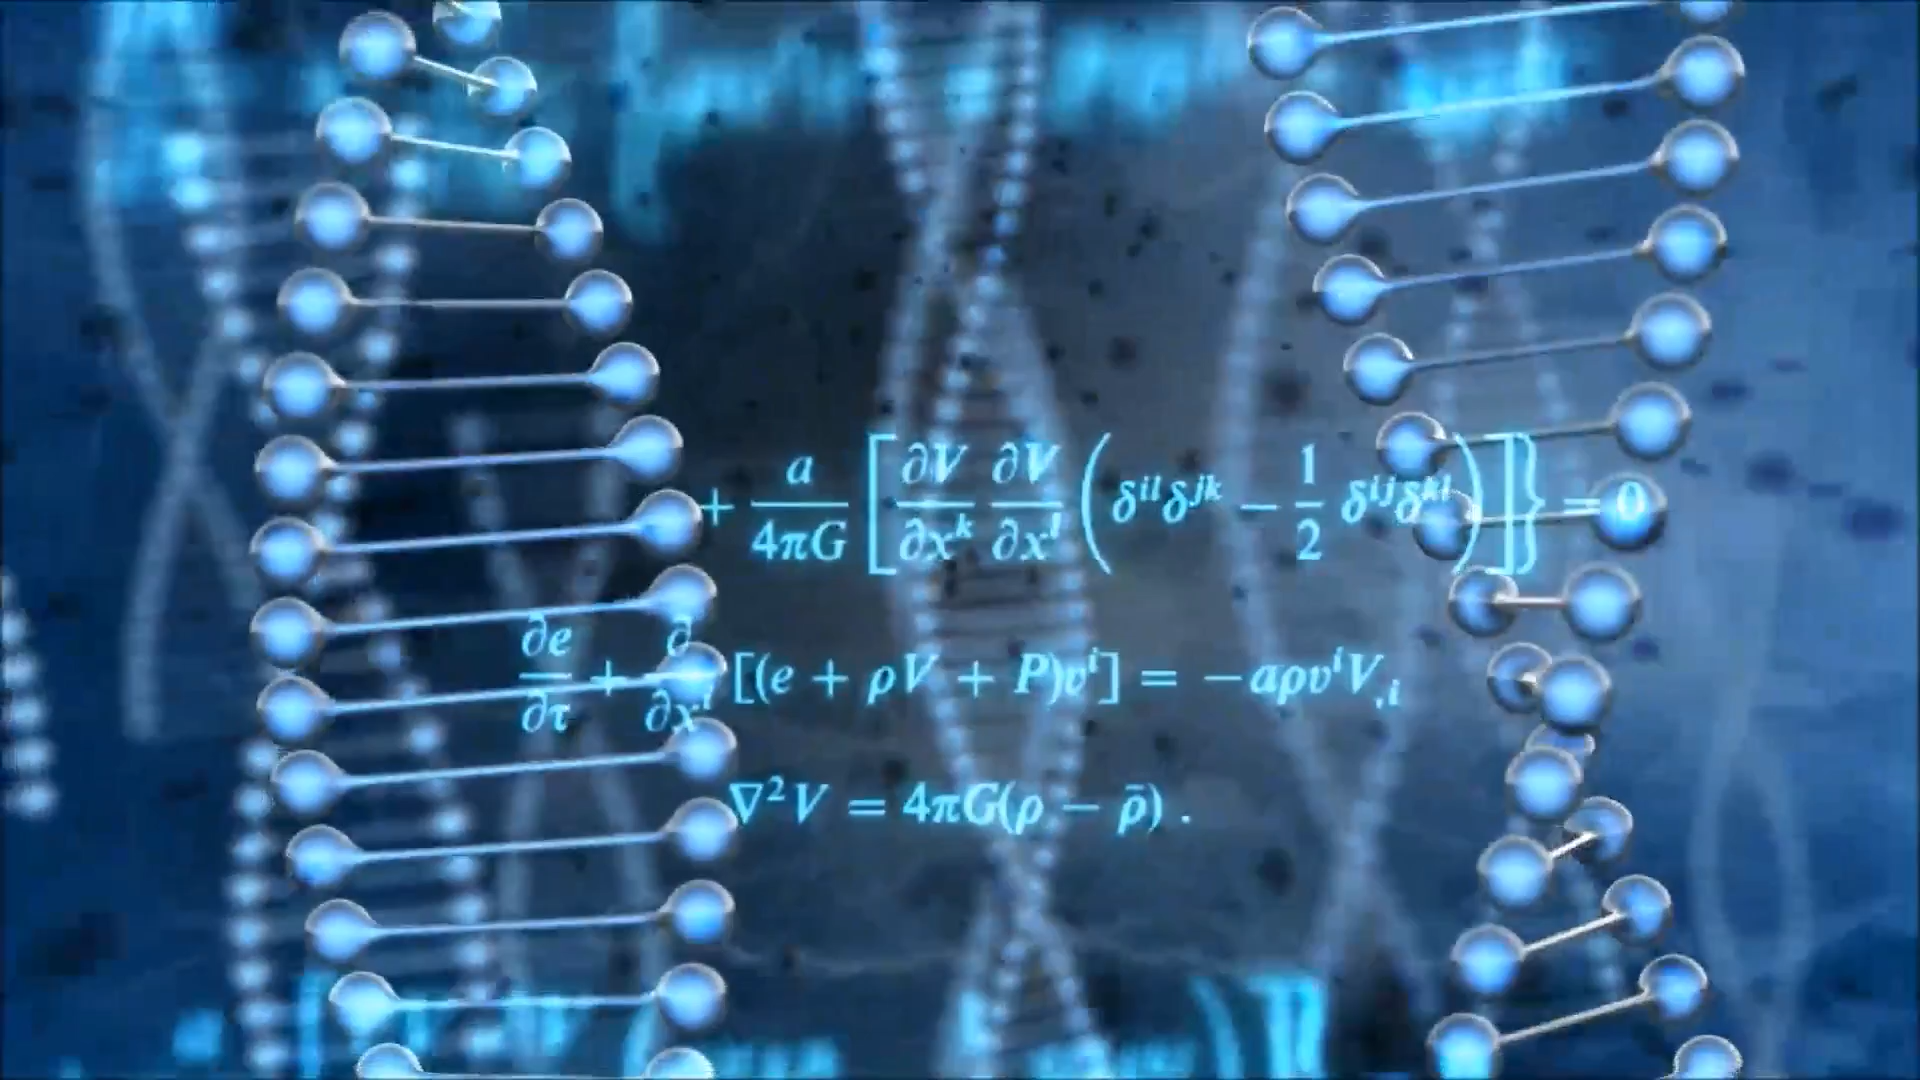 + a/4πG [∂V/∂x^k ∂V/∂x^l (δ^il δ^jk − 1/2 δ^ij δ^kl)]} = 0
∂e/∂τ + ∂/∂x^i [(e + ρV + P)v^i] = −aρv^i V,i
∇²V = 4πG(ρ − ρ̄) .